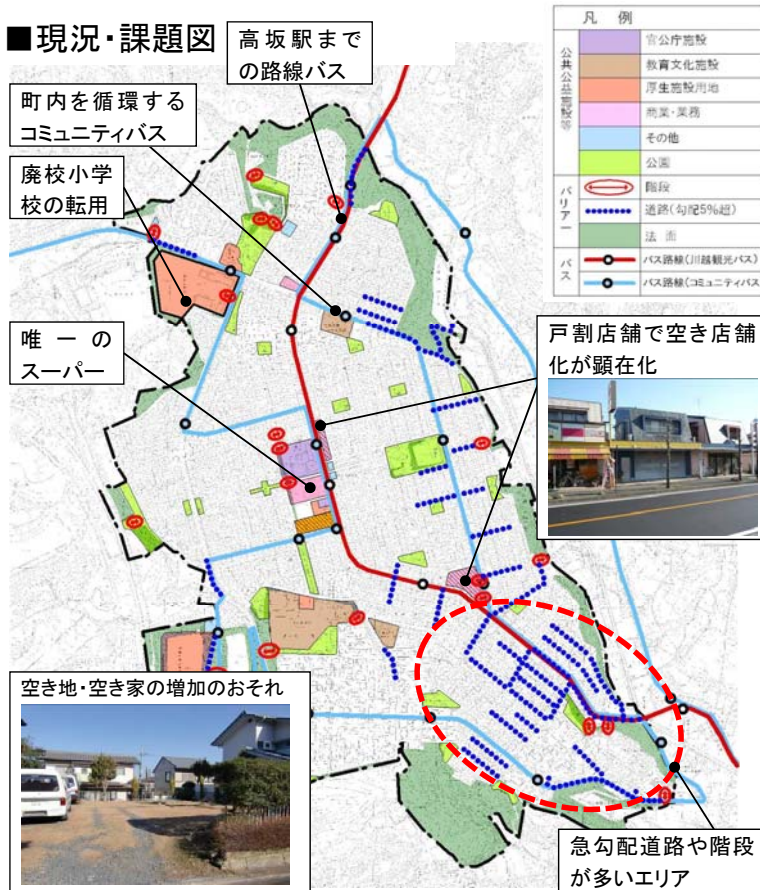 ■現況・課題図
高坂駅まで
の路線バス
町内を循環する
コミュニティバス
廃校小学
校の転用
唯一の
スーパー
凡例
公共公益施設等
官公庁施設
教育文化施設
厚生施設用地
商業・業務
その他
公園
バリアー
階段
道路(勾配5%超)
法面
バス
バス路線(川越観光バス)
バス路線(コミュニティバス
戸割店舗で空き店舗
化が顕在化
空き地・空き家の増加のおそれ
急勾配道路や階段
が多いエリア